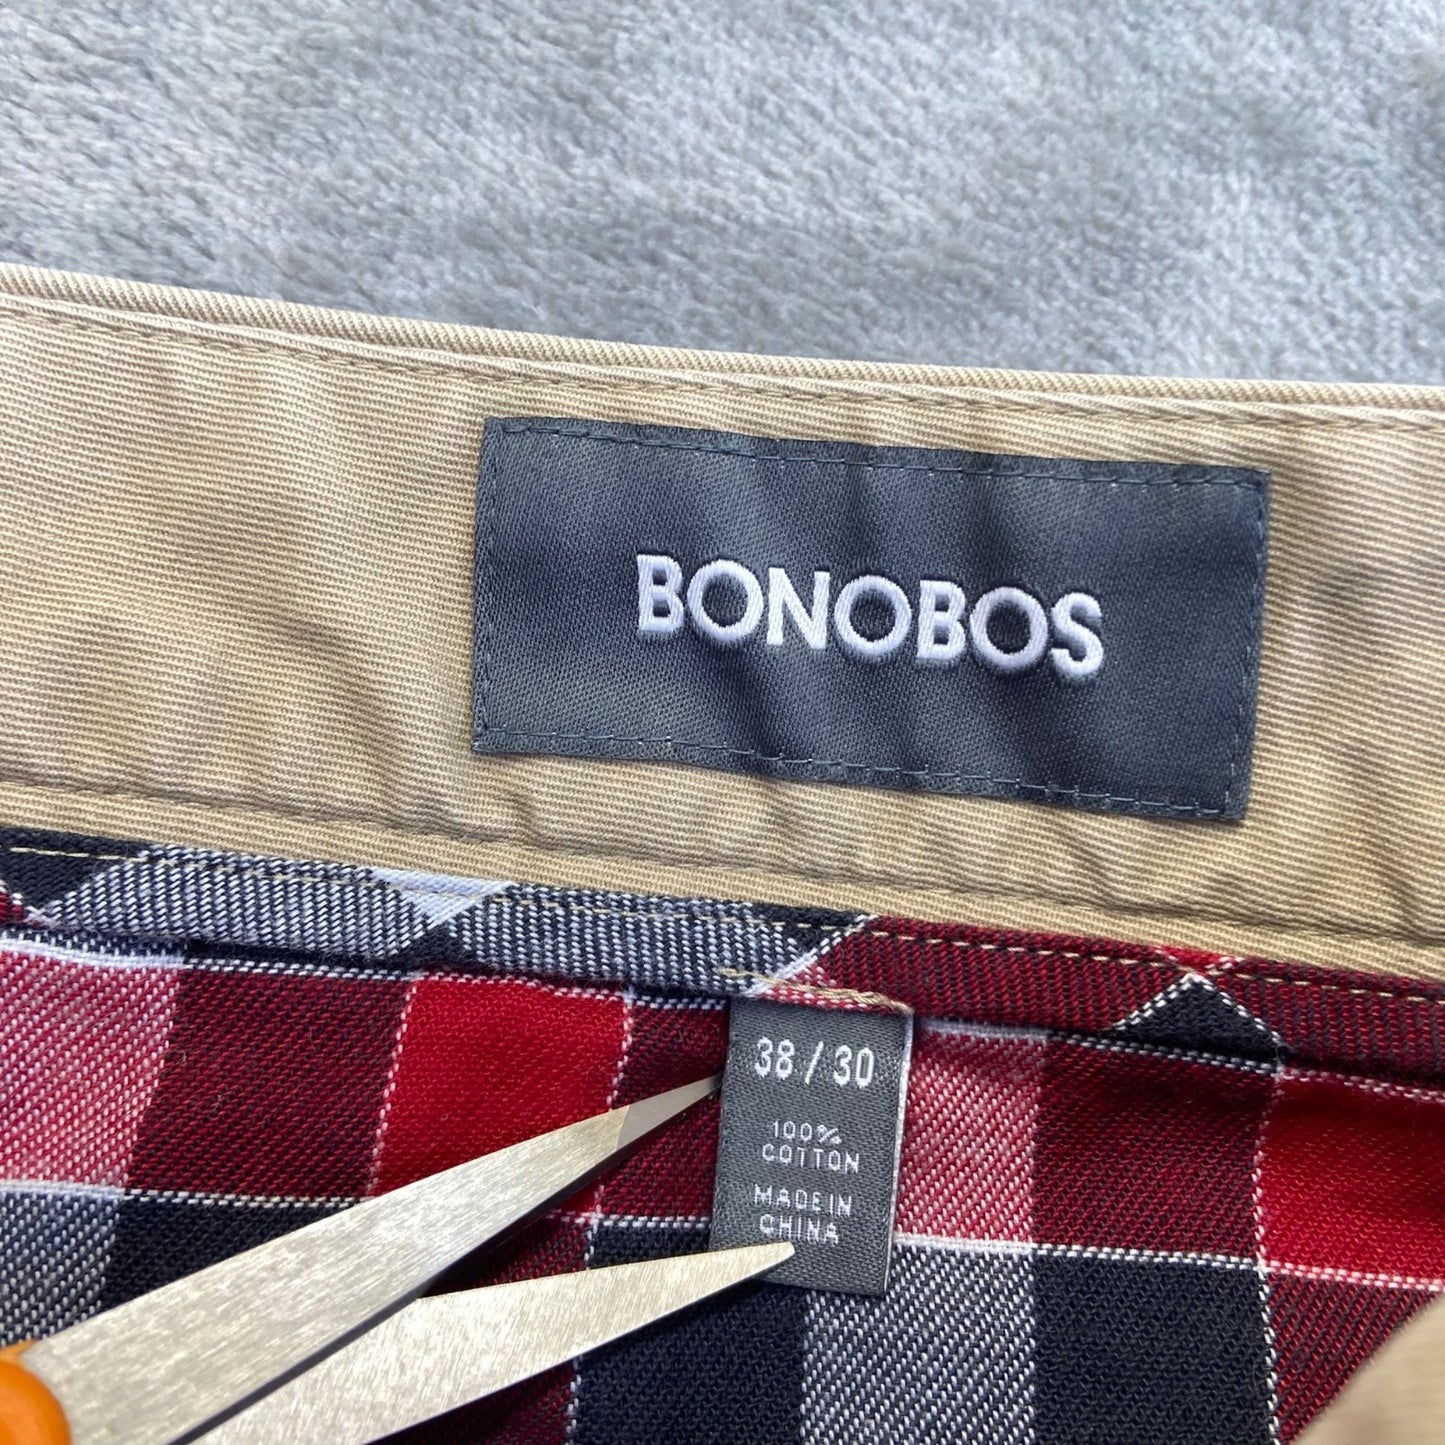 BONOBOS
38 / 30
100%
COTTON
MADE IN
CHINA